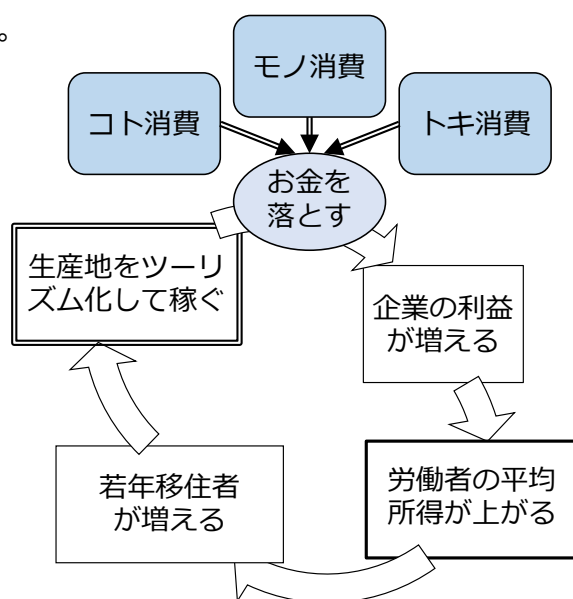 。
モノ消費
コト消費
トキ消費
お金を
落とす
生産地をツーリ
ズム化して稼ぐ
企業の利益
が増える
労働者の平均
所得が上がる
若年移住者
が増える